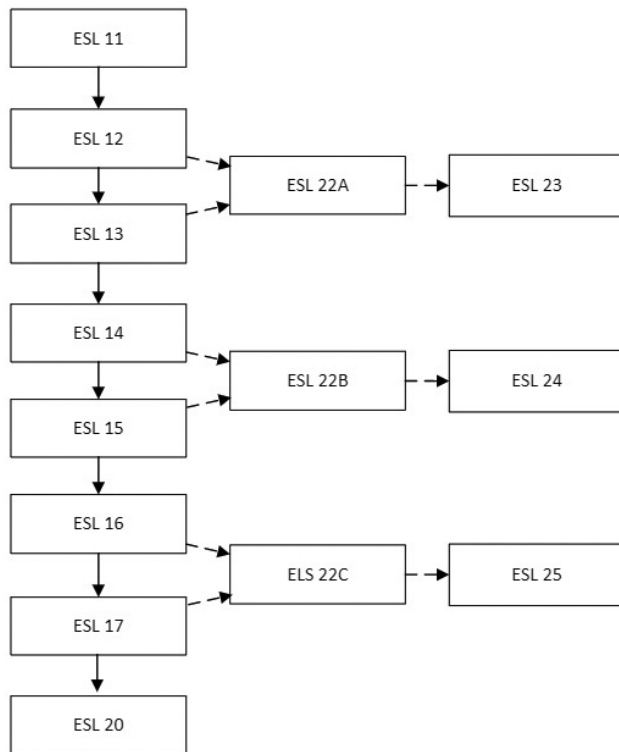 ESL 11
ESL 12
ESL 22A
ESL 23
ESL 13
ESL 14
ESL 22B
ESL 24
ESL 15
ESL 16
ELS 22C
ESL 25
ESL 17
ESL 20